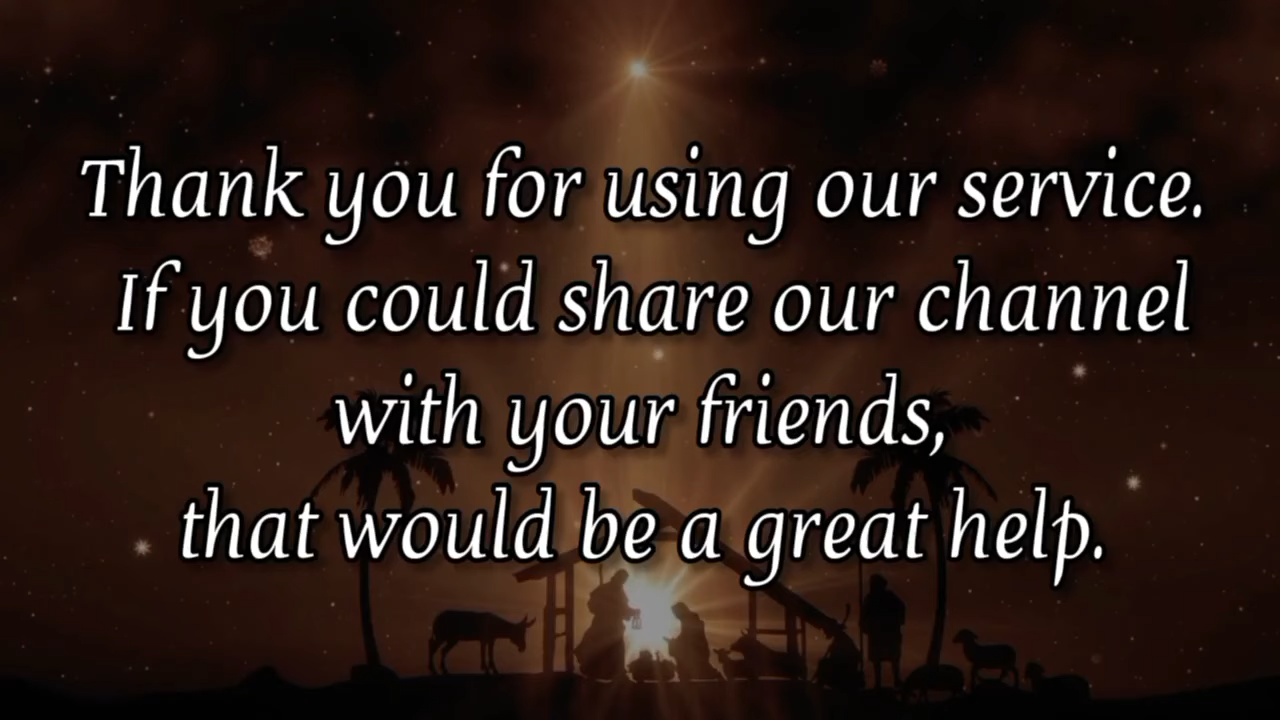 Thank you for using our service.
If you could share our channel
with your friends,
that would be a great help.